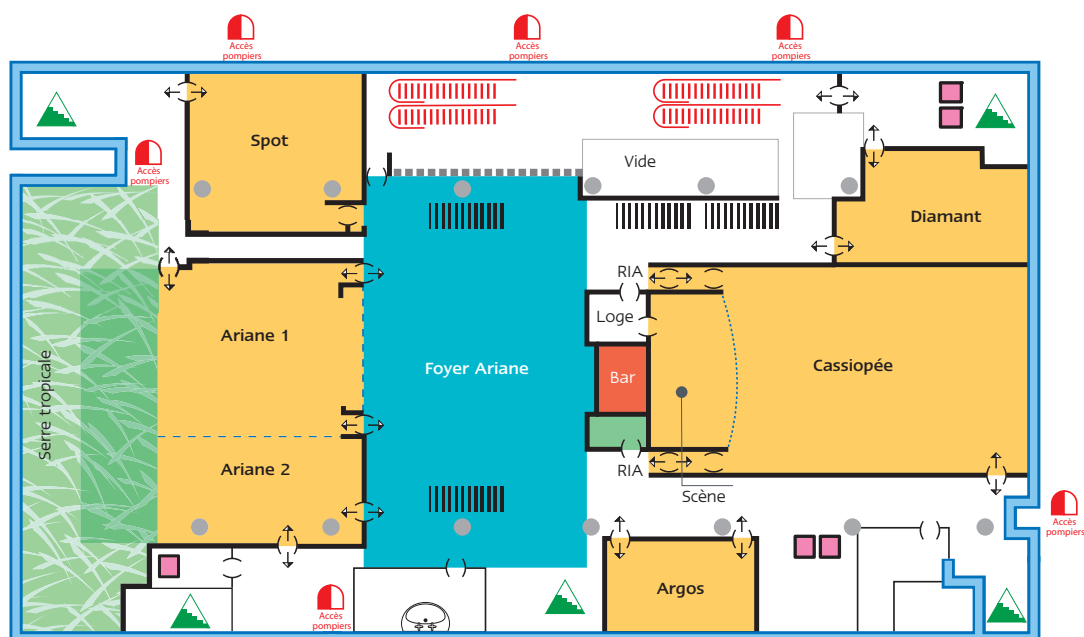 Accès
pompiers
Accès
pompiers
Accès
pompiers
Spot
Vide
Accès
pompiers
Diamant
RIA
Loge
Ariane 1
Foyer Ariane
Cassiopée
Bar
Serre tropicale
Ariane 2
RIA
Scène
Accès
pompiers
Argos
Accès
pompiers